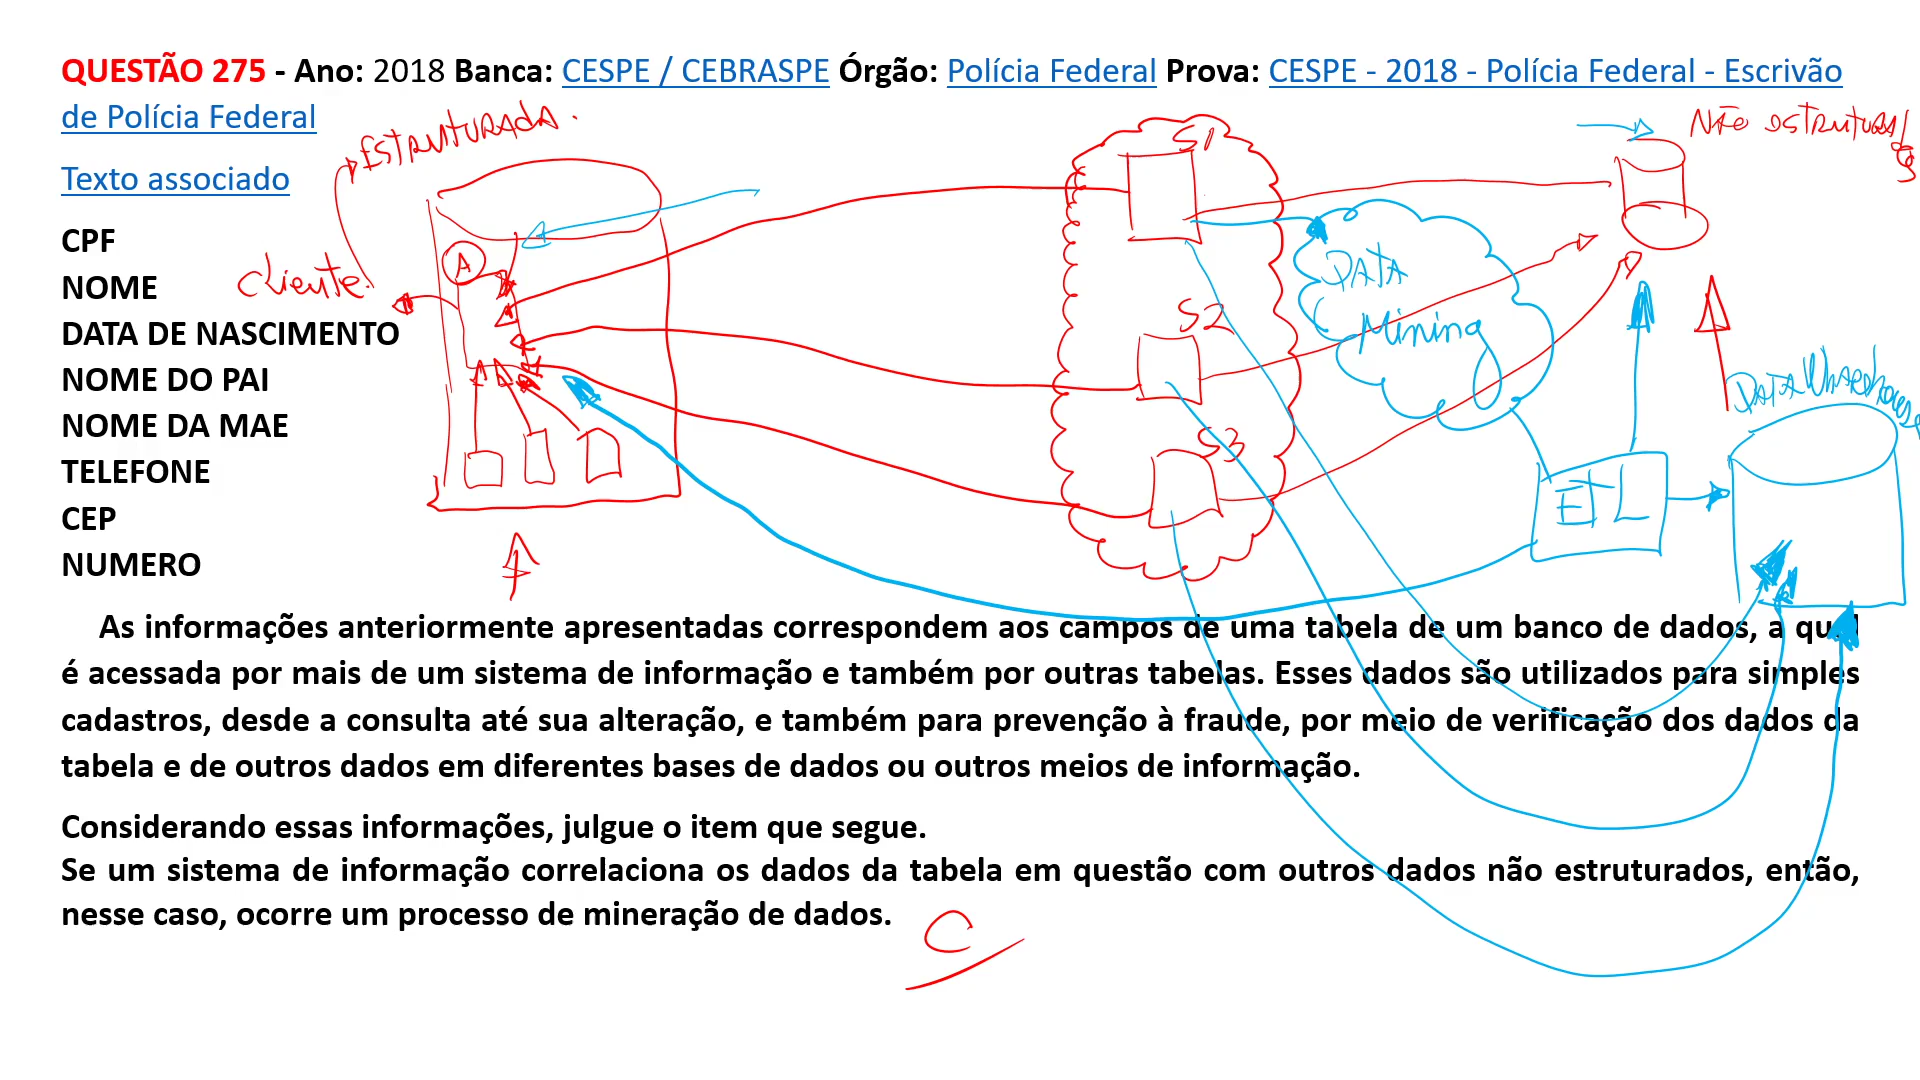 QUESTÃO 275 - Ano: 2018 Banca: CESPE / CEBRASPE Órgão: Polícia Federal Prova: CESPE - 2018 - Polícia Federal - Escrivão
de Polícia Federal
ESTRUTURADA.
NÃO ESTRUTURADOS
S1
Texto associado
CPF
A
cliente
DATA
NOME
S2
Mining
DATA DE NASCIMENTO
NOME DO PAI
DATA Warehouse
NOME DA MAE
S3
TELEFONE
ETL
CEP
NUMERO
As informações anteriormente apresentadas correspondem aos campos de uma tabela de um banco de dados, a qual
é acessada por mais de um sistema de informação e também por outras tabelas. Esses dados são utilizados para simples
cadastros, desde a consulta até sua alteração, e também para prevenção à fraude, por meio de verificação dos dados da
tabela e de outros dados em diferentes bases de dados ou outros meios de informação.
Considerando essas informações, julgue o item que segue.
Se um sistema de informação correlaciona os dados da tabela em questão com outros dados não estruturados, então,
nesse caso, ocorre um processo de mineração de dados.
C